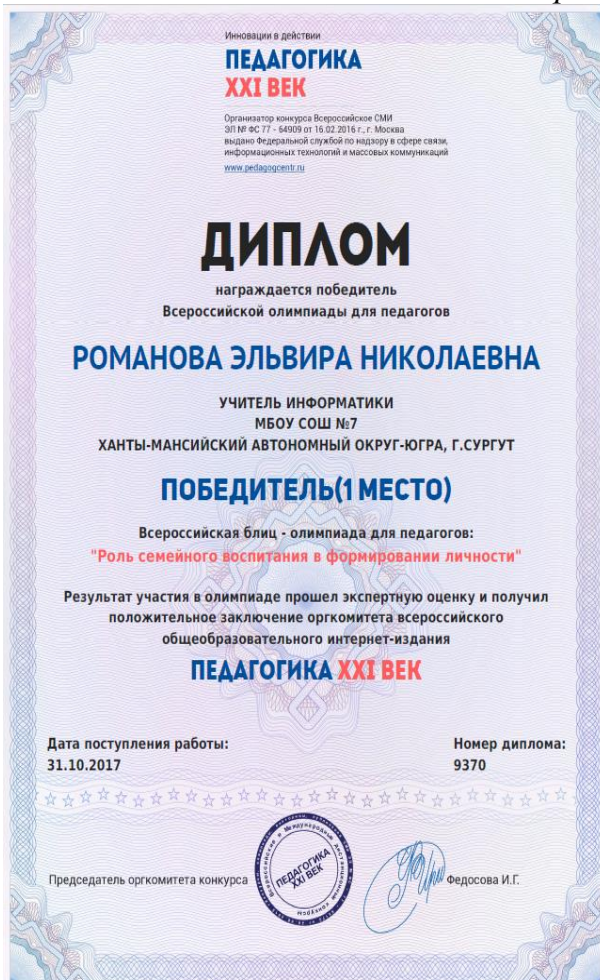 Инновации в действии
ПЕДАГОГИКА
XXI ВЕК
Организатор конкурса Всероссийское СМИ
ЭЛ № ФС 77 - 64909 от 16.02.2016 г., г. Москва
выдано Федеральной службой по надзору в сфере связи,
информационных технологий и массовых коммуникаций
www.pedagogcentr.ru
ДИПЛОМ
награждается победитель
Всероссийской олимпиады для педагогов
РОМАНОВА ЭЛЬВИРА НИКОЛАЕВНА
УЧИТЕЛЬ ИНФОРМАТИКИ
МБОУ СОШ №7
ХАНТЫ-МАНСИЙСКИЙ АВТОНОМНЫЙ ОКРУГ-ЮГРА, Г.СУРГУТ
ПОБЕДИТЕЛЬ(1 МЕСТО)
Всероссийская блиц - олимпиада для педагогов:
"Роль семейного воспитания в формировании личности"
Результат участия в олимпиаде прошел экспертную оценку и получил
положительное заключение оргкомитета всероссийского
общеобразовательного интернет-издания
ПЕДАГОГИКА XXI ВЕК
Дата поступления работы:
31.10.2017
Номер диплома:
9370
Председатель оргкомитета конкурса
ПЕДАГОГИКА
XXI ВЕК
Федосова И.Г.